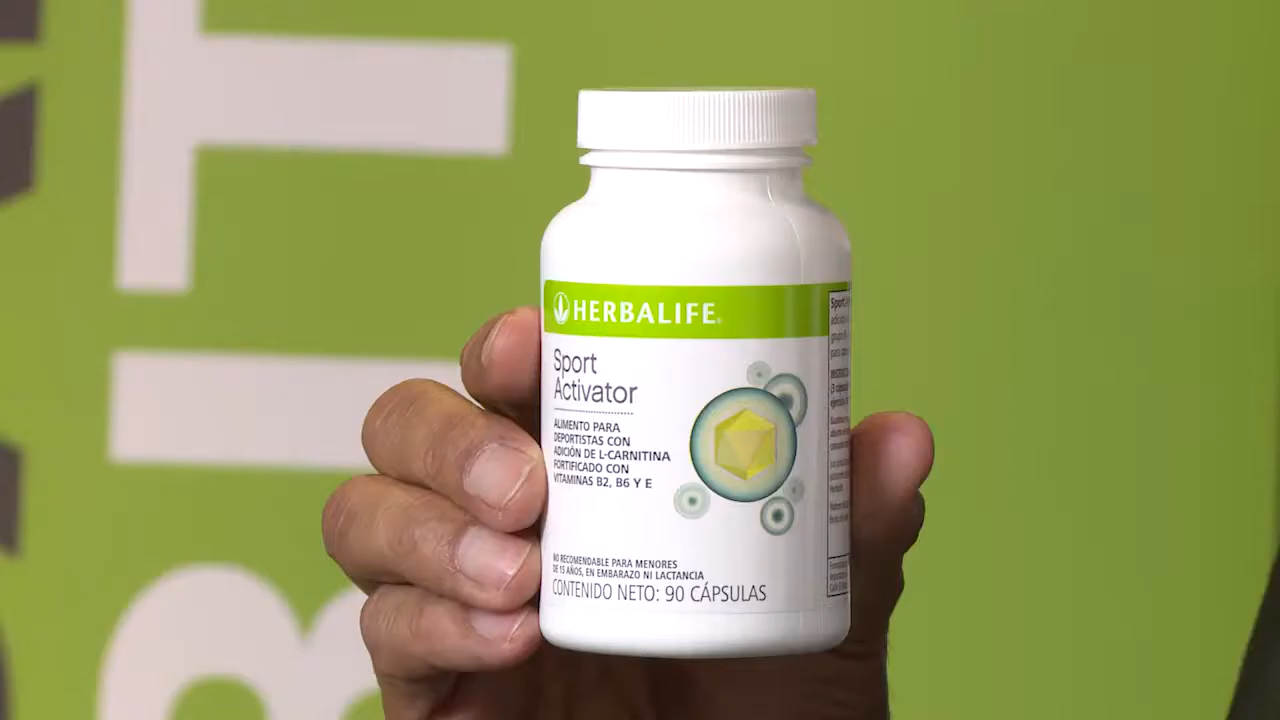 HERBALIFE
Sport
Activator
ALIMENTO PARA
DEPORTISTAS CON
ADICIÓN DE L-CARNITINA
FORTIFICADO CON
VITAMINAS B2, B6 Y E
NO RECOMENDABLE PARA MENORES
DE 15 AÑOS, EN EMBARAZO NI LACTANCIA
CONTENIDO NETO: 90 CÁPSULAS
Sport